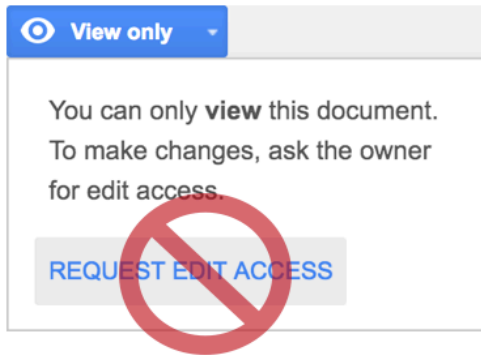 View only
You can only view this document.
To make changes, ask the owner
for edit access.
REQUEST EDIT ACCESS